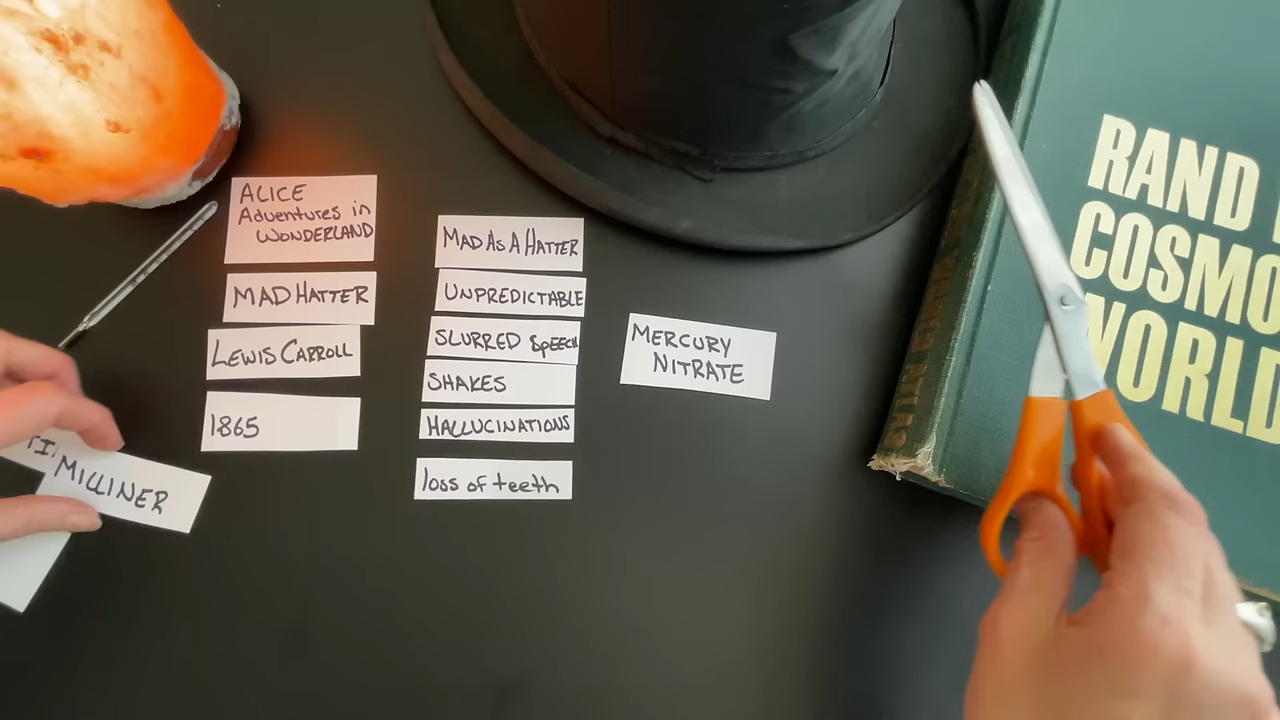 ALICE
Adventures in
WONDERLAND
MAD HATTER
LEWIS CARROLL
1865
MILLINER
MAD AS A HATTER
UNPREDICTABLE
SLURRED SpEECH
SHAKES
HALLUCINATIONS
loss of teeth
MERCURY
NITRATE
RAND
COSMO
WORLD